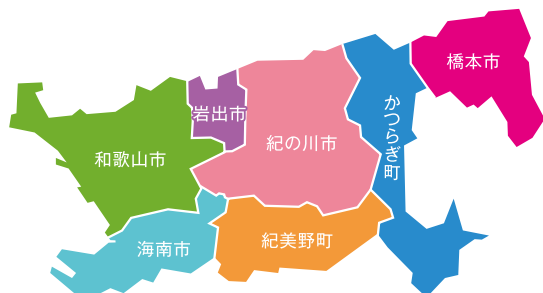 橋本市
岩出市
かつらぎ町
紀の川市
和歌山市
紀美野町
海南市